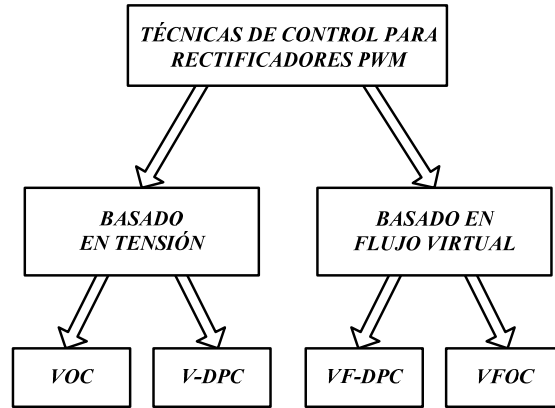 TÉCNICAS DE CONTROL PARA
RECTIFICADORES PWM
BASADO
EN TENSIÓN
BASADO EN
FLUJO VIRTUAL
VOC
V-DPC
VF-DPC
VFOC